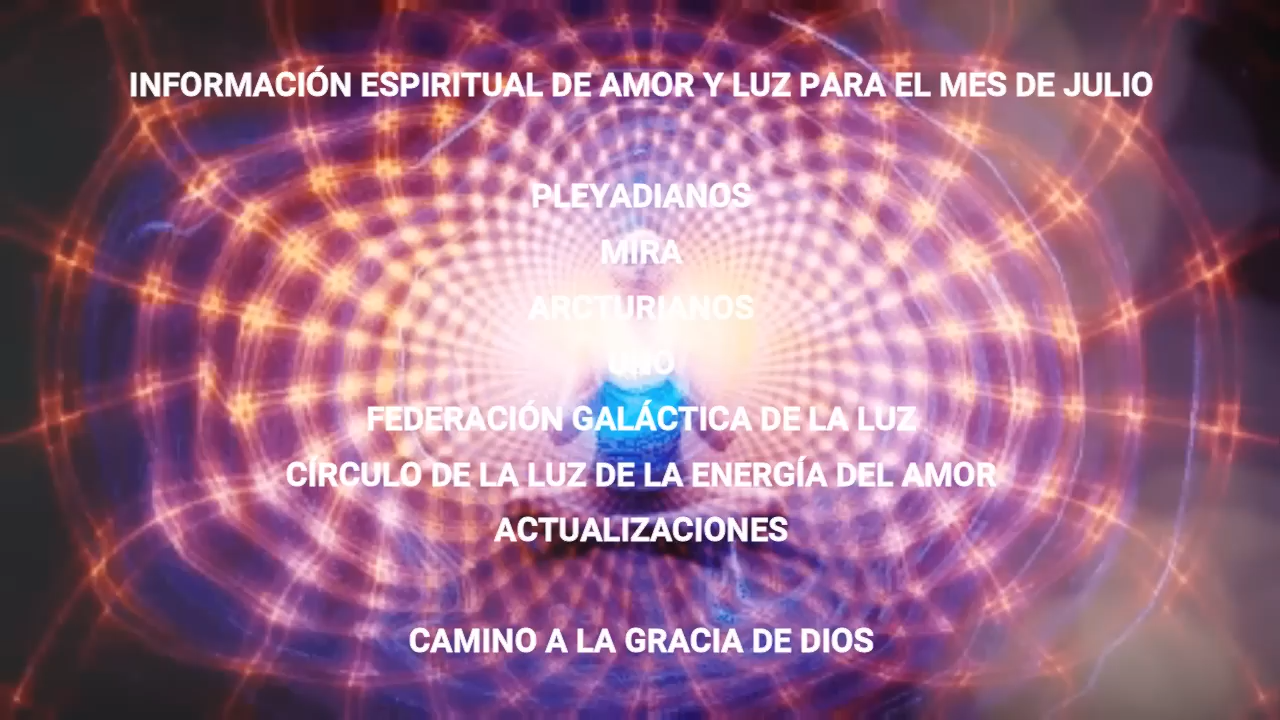 INFORMACIÓN ESPIRITUAL DE AMOR Y LUZ PARA EL MES DE JULIO
PLEYADIANOS
MIRA
ARCTURIANOS
FEDERACIÓN GALÁCTICA DE LA LUZ
CÍRCULO DE LA LUZ DE LA ENERGÍA DEL AMOR
ACTUALIZACIONES
CAMINO A LA GRACIA DE DIOS